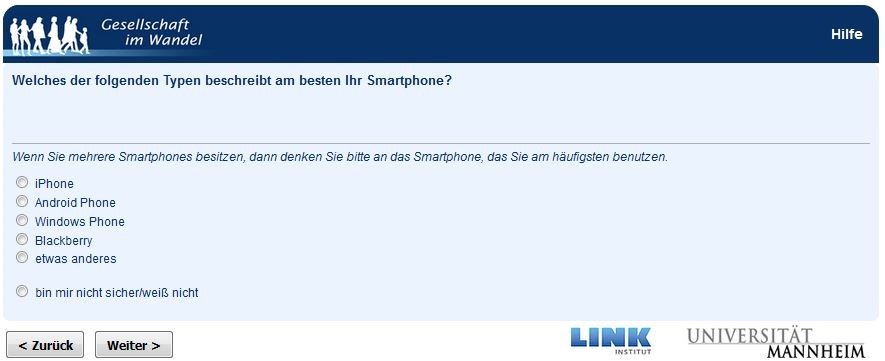 Gesellschaft
im Wandel
Hilfe
Welches der folgenden Typen beschreibt am besten Ihr Smartphone?
Wenn Sie mehrere Smartphones besitzen, dann denken Sie bitte an das Smartphone, das Sie am häufigsten benutzen.
iPhone
Android Phone
Windows Phone
Blackberry
etwas anderes
bin mir nicht sicher/weiß nicht
< Zurück
Weiter >
LINK
INSTITUT
UNIVERSITÄT
MANNHEIM